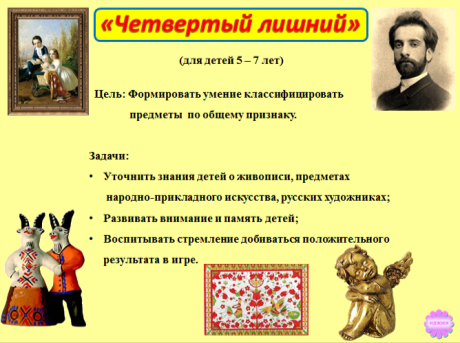 «Четвертый лишний»
(для детей 5 – 7 лет)
Цель: Формировать умение классифицировать
предметы по общему признаку.
Задачи:
• Уточнить знания детей о живописи, предметах
народно-прикладного искусства, русских художниках;
• Развивать внимание и память детей;
• Воспитывать стремление добиваться положительного
результата в игре.